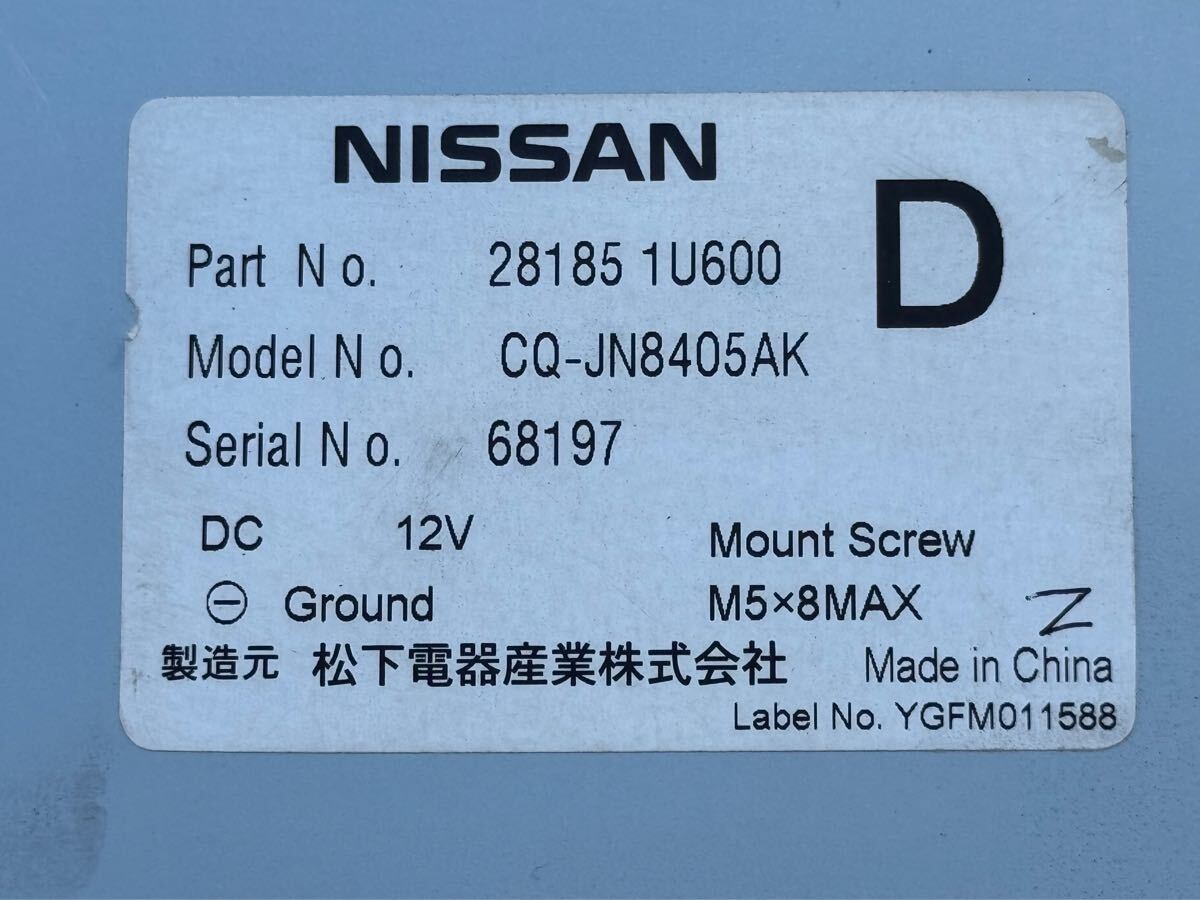 NISSAN
D
Part No. 28185 1U600
Model No. CQ-JN8405AK
Serial No. 68197
DC 12V
Mount Screw
⊖ Ground
M5×8MAX
Z
製造元 松下電器産業株式会社
Made in China
Label No. YGFM011588